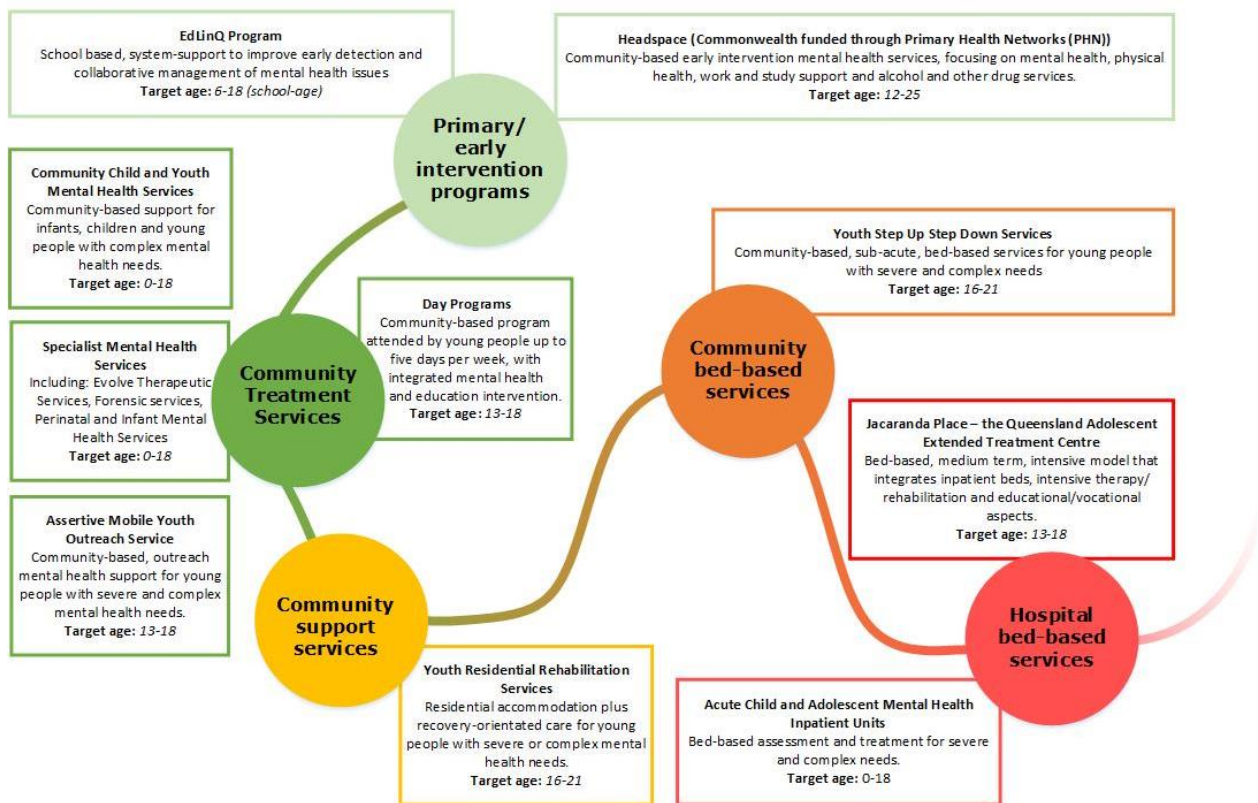 EdLinQ Program
School based, system-support to improve early detection and
collaborative management of mental health issues
Target age: 6-18 (school-age)
Headspace (Commonwealth funded through Primary Health Networks (PHN))
Community-based early intervention mental health services, focusing on mental health, physical
health, work and study support and alcohol and other drug services.
Target age: 12-25
Primary/
early
intervention
programs
Community Child and Youth
Mental Health Services
Community-based support for
infants, children and young
people with complex mental
health needs.
Target age: 0-18
Specialist Mental Health
Services
Including: Evolve Therapeutic
Services, Forensic services,
Perinatal and Infant Mental
Health Services
Target age: 0-18
Assertive Mobile Youth
Outreach Service
Community-based, outreach
mental health support for young
people with severe and complex
mental health needs.
Target age: 13-18
Community
Treatment
Services
Day Programs
Community-based program
attended by young people up to
five days per week, with
integrated mental health
and education intervention.
Target age: 13-18
Community
support
services
Youth Residential Rehabilitation
Services
Residential accommodation plus
recovery-orientated care for young
people with severe or complex mental
health needs.
Target age: 16-21
Youth Step Up Step Down Services
Community-based, sub-acute, bed-based services for young people
with severe and complex needs
Target age: 16-21
Community
bed-based
services
Jacaranda Place – the Queensland Adolescent
Extended Treatment Centre
Bed-based, medium term, intensive model that
integrates inpatient beds, intensive therapy/
rehabilitation and educational/vocational
aspects.
Target age: 13-18
Hospital
bed-based
services
Acute Child and Adolescent Mental Health
Inpatient Units
Bed-based assessment and treatment for severe
and complex needs.
Target age: 0-18